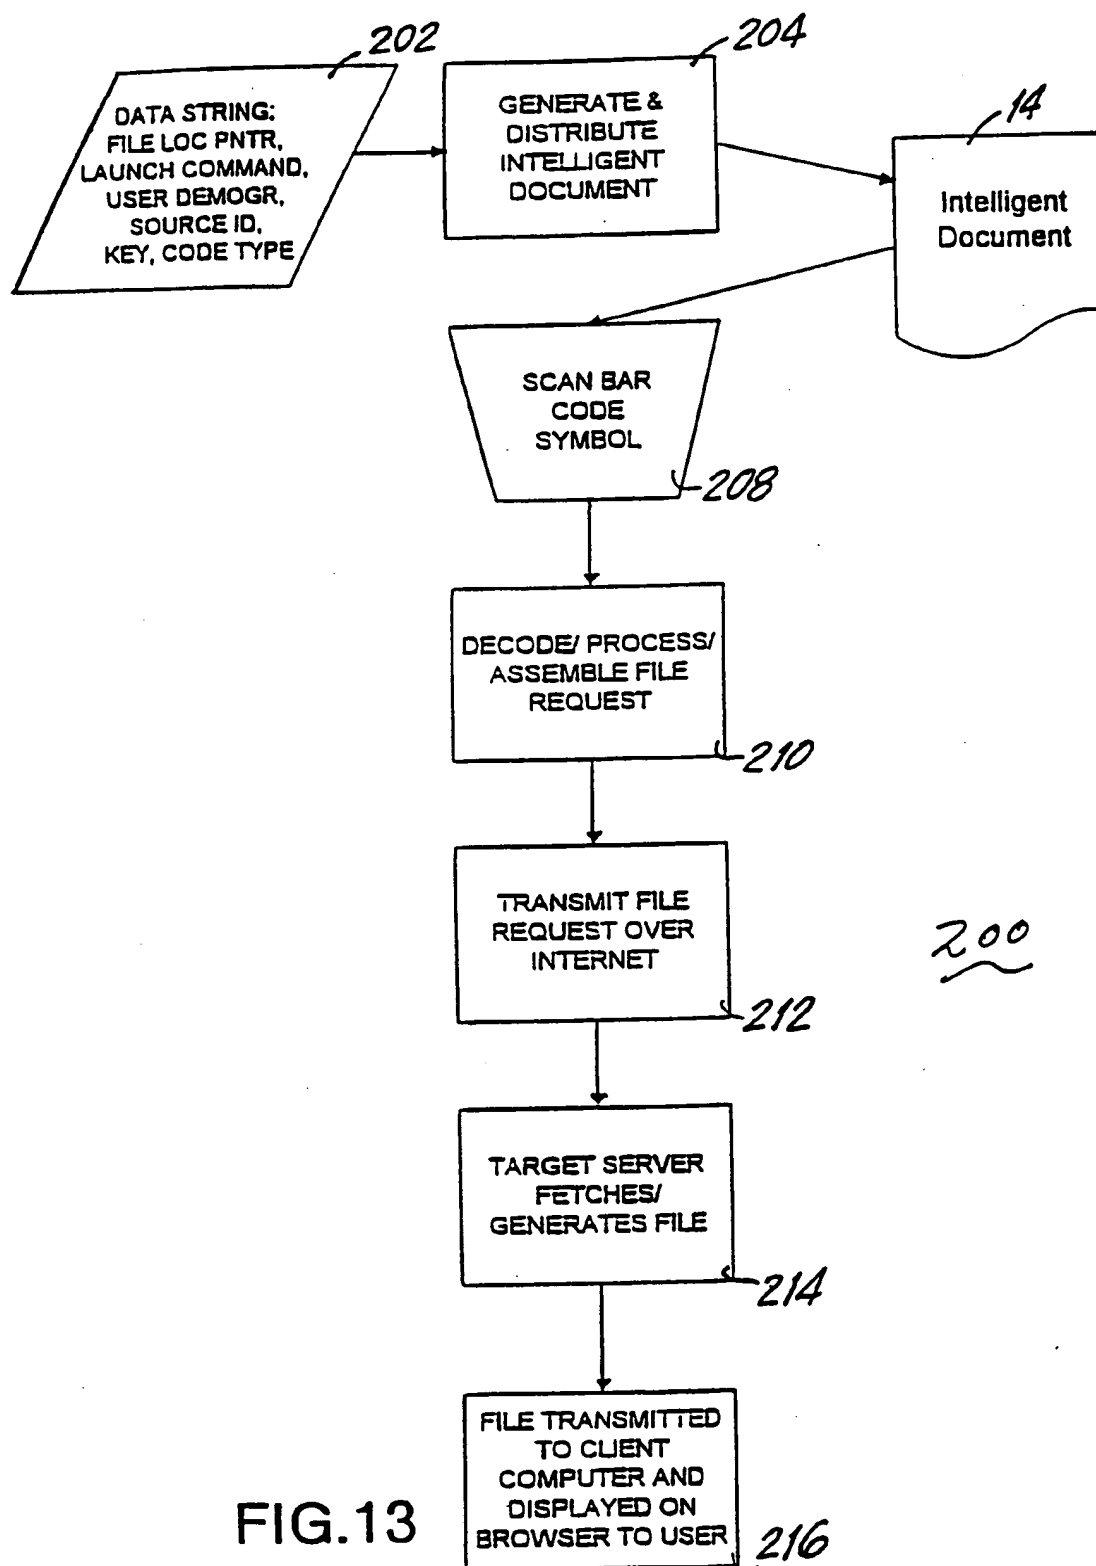 202
DATA STRING:
FILE LOC PNTR,
LAUNCH COMMAND,
USER DEMOGR,
SOURCE ID,
KEY, CODE TYPE
204
GENERATE &
DISTRIBUTE
INTELLIGENT
DOCUMENT
14
Intelligent
Document
SCAN BAR
CODE
SYMBOL
208
DECODE/ PROCESS/
ASSEMBLE FILE
REQUEST
210
TRANSMIT FILE
REQUEST OVER
INTERNET
212
200
TARGET SERVER
FETCHES/
GENERATES FILE
214
FILE TRANSMITTED
TO CLIENT
COMPUTER AND
DISPLAYED ON
BROWSER TO USER
216
FIG.13